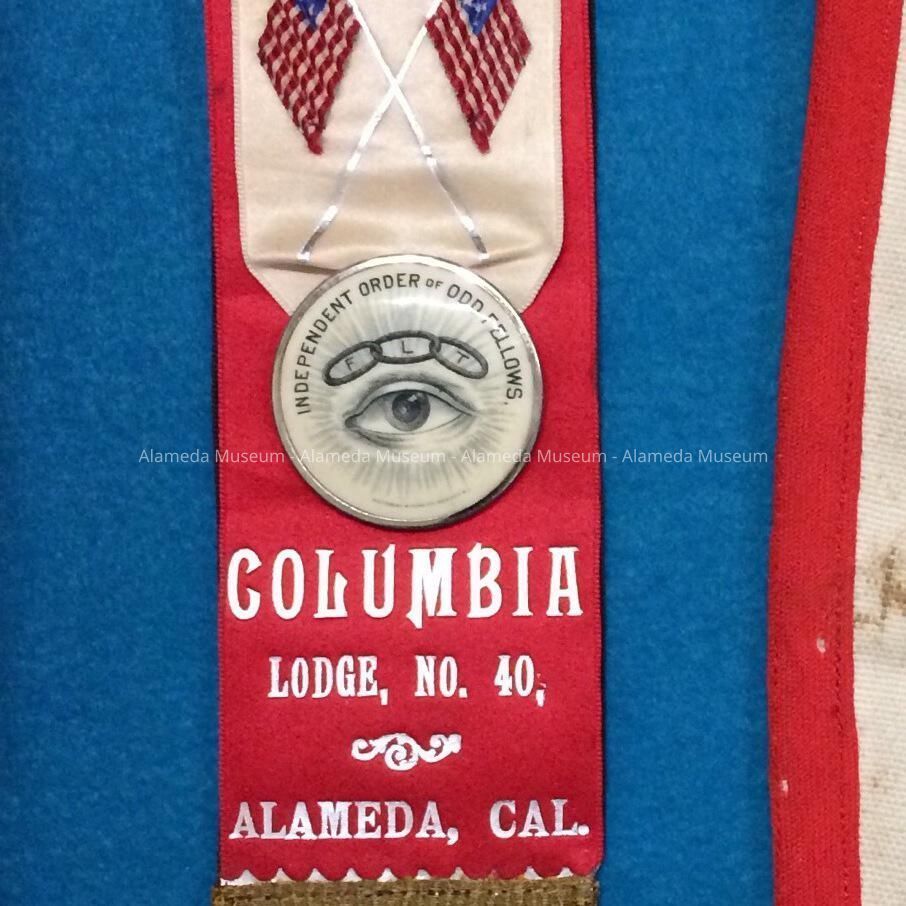 INDEPENDENT ORDER OF ODD FELLOWS,
F L T
Alameda Museum - Alameda Museum - Alameda Museum - Alameda Museum
COLUMBIA
LODGE, NO. 40,
ALAMEDA, CAL.